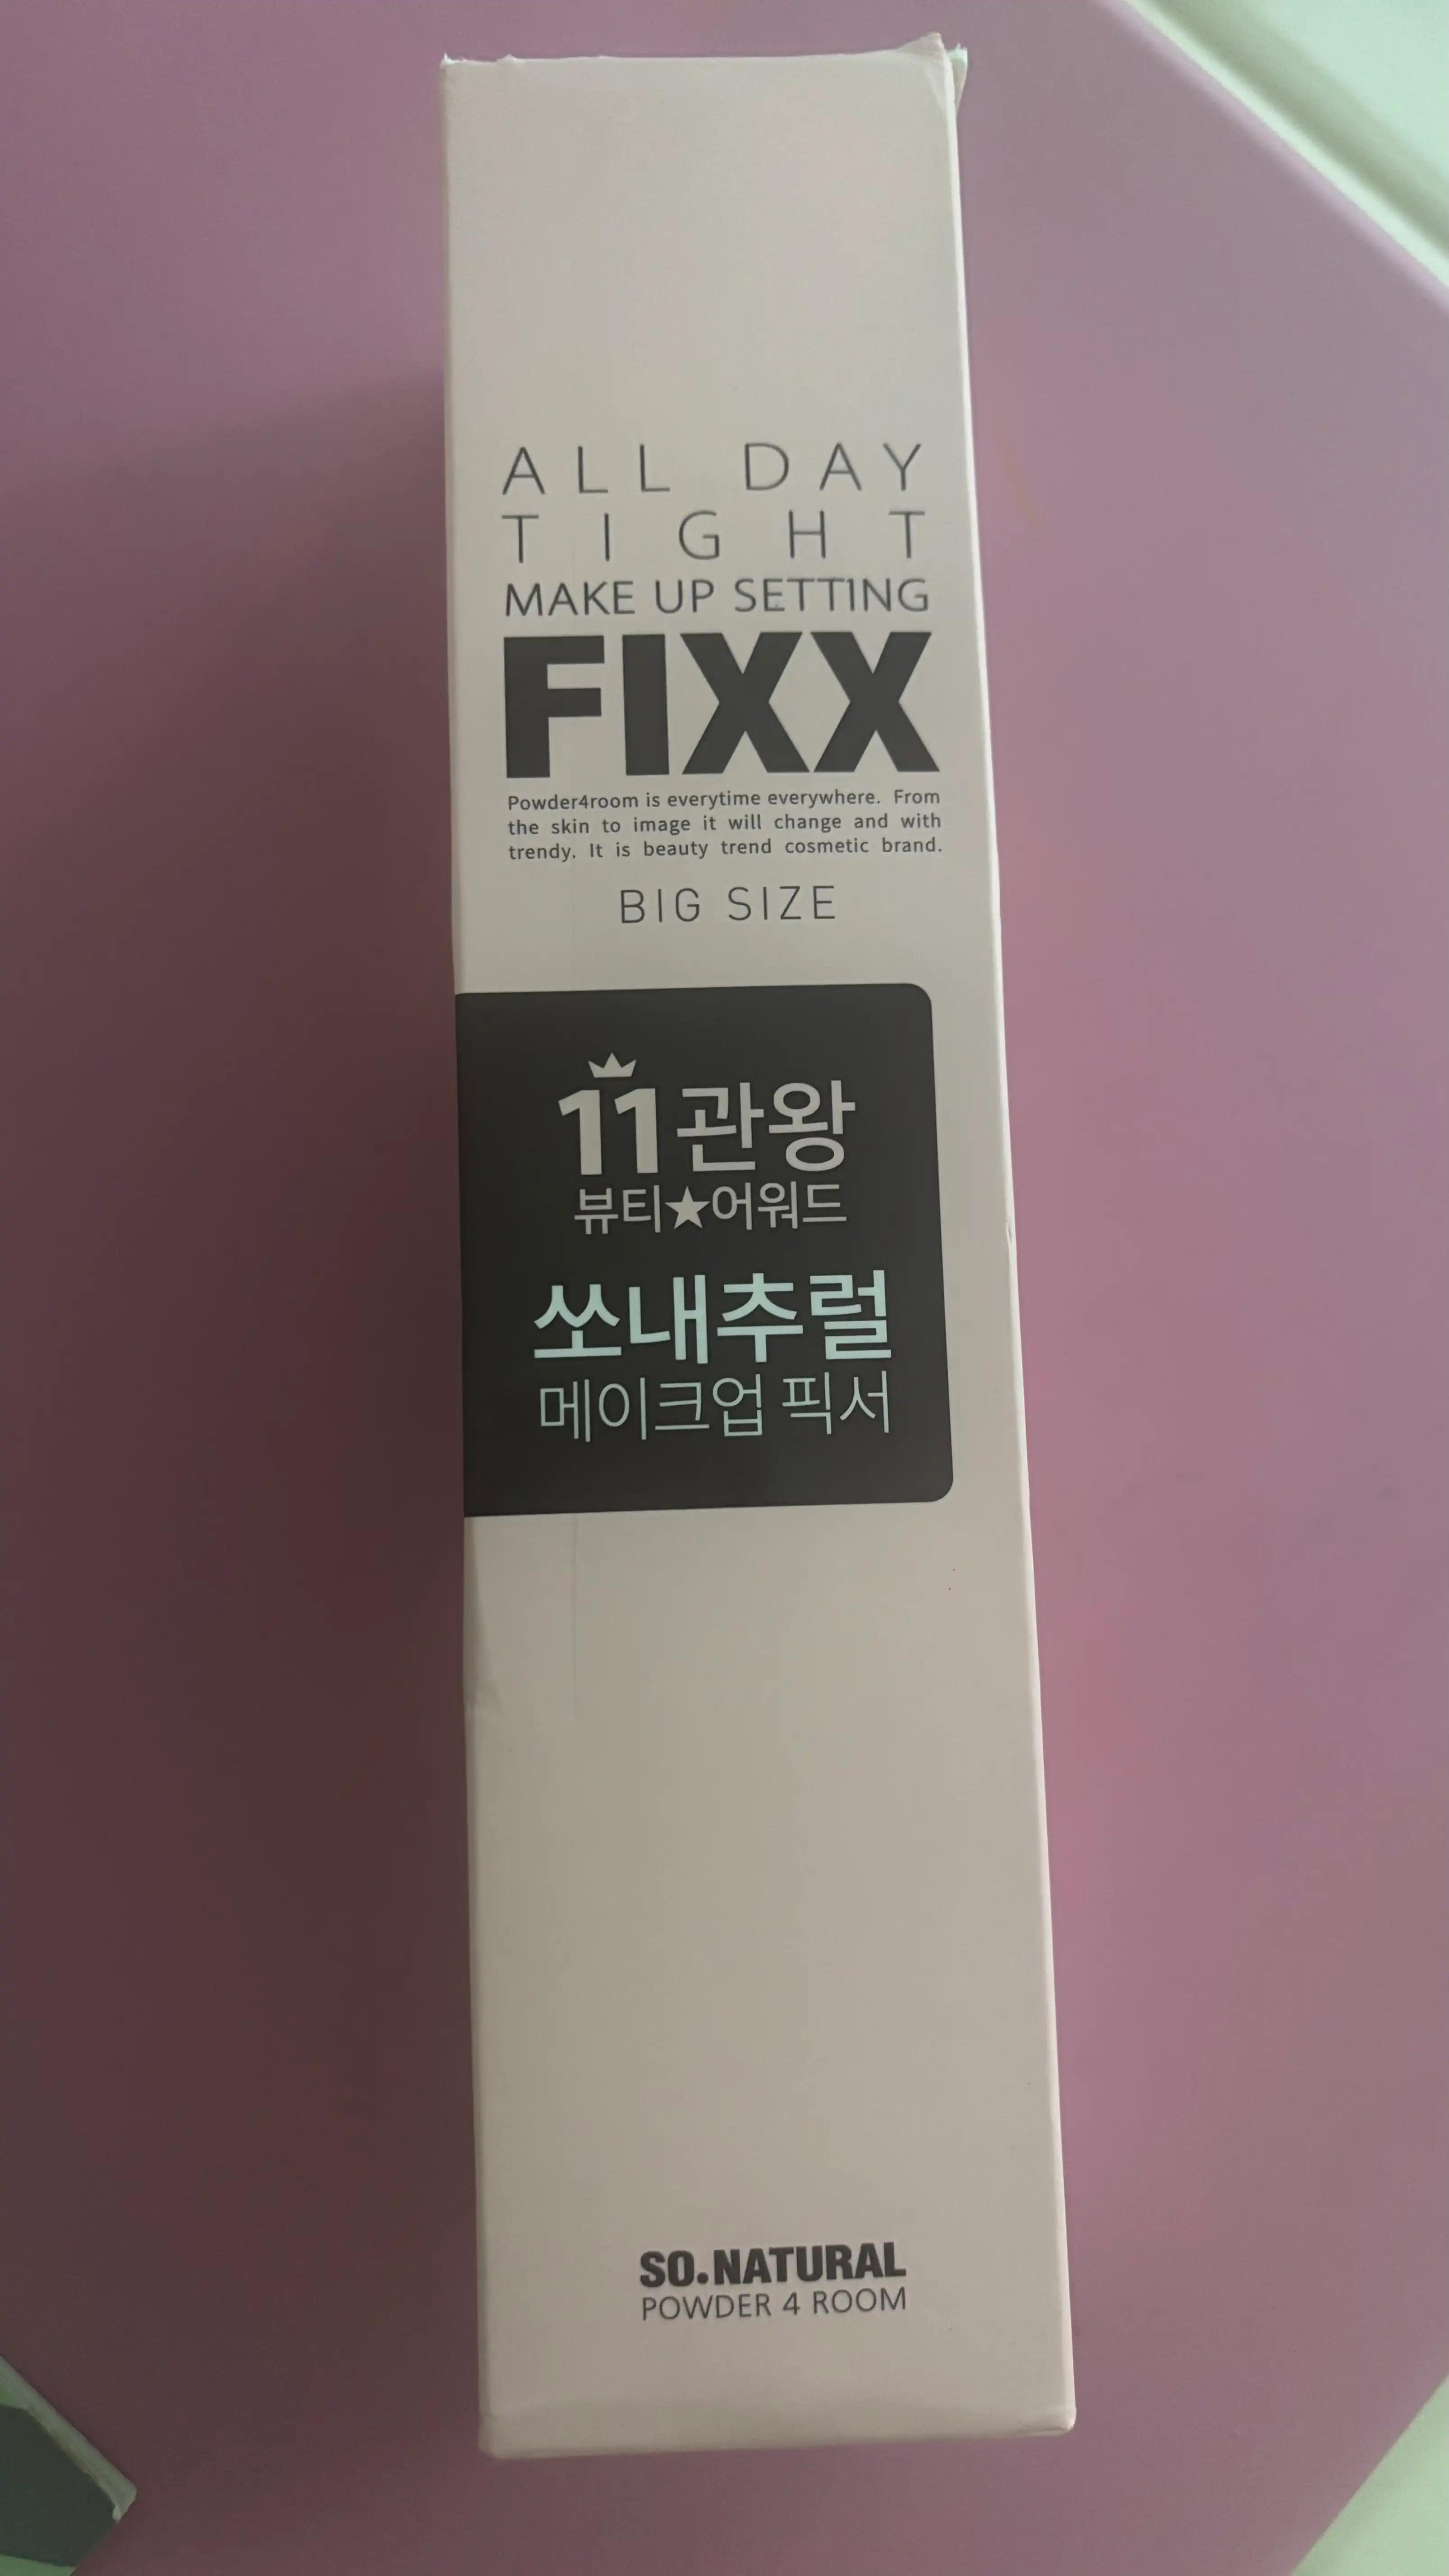 ALL DAY
TIGHT
MAKE UP SETTING
FIXX
Powder4room is everytime everywhere. From
the skin to image it will change and with
trendy. It is beauty trend cosmetic brand.
BIG SIZE
11관왕
뷰티★어워드
쏘내추럴
메이크업 픽서
SO.NATURAL
POWDER 4 ROOM